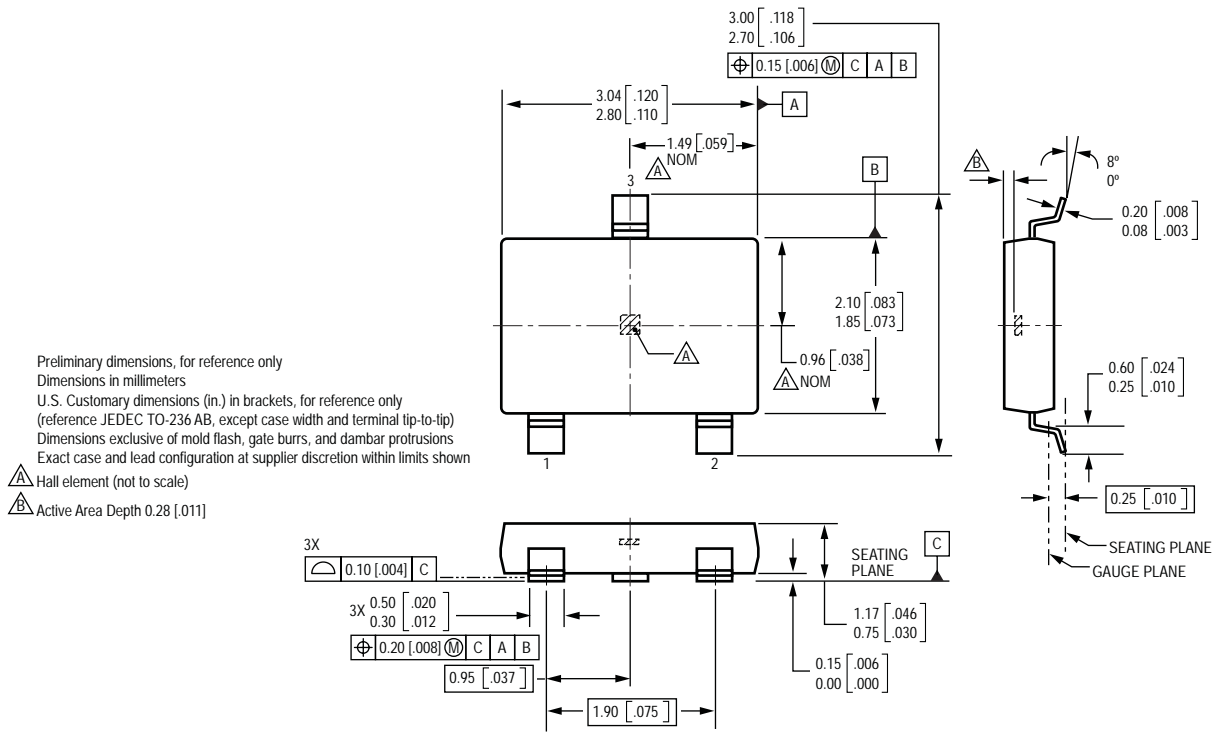 3.00 [.118]
2.70 [.106]
⌖ 0.15 [.006] Ⓜ C A B
3.04 [.120]
2.80 [.110]
A
1.49 [.059]
A NOM
3
B
B
8º
0º
0.20 [.008]
0.08 [.003]
2.10 [.083]
1.85 [.073]
A
0.96 [.038]
A NOM
0.60 [.024]
0.25 [.010]
1
2
0.25 [.010]
SEATING PLANE
GAUGE PLANE
Preliminary dimensions, for reference only
Dimensions in millimeters
U.S. Customary dimensions (in.) in brackets, for reference only
(reference JEDEC TO-236 AB, except case width and terminal tip-to-tip)
Dimensions exclusive of mold flash, gate burrs, and dambar protrusions
Exact case and lead configuration at supplier discretion within limits shown
A Hall element (not to scale)
B Active Area Depth 0.28 [.011]
3X
⌓ 0.10 [.004] C
SEATING
PLANE
C
3X 0.50 [.020]
0.30 [.012]
⌖ 0.20 [.008] Ⓜ C A B
1.17 [.046]
0.75 [.030]
0.15 [.006]
0.00 [.000]
0.95 [.037]
1.90 [.075]